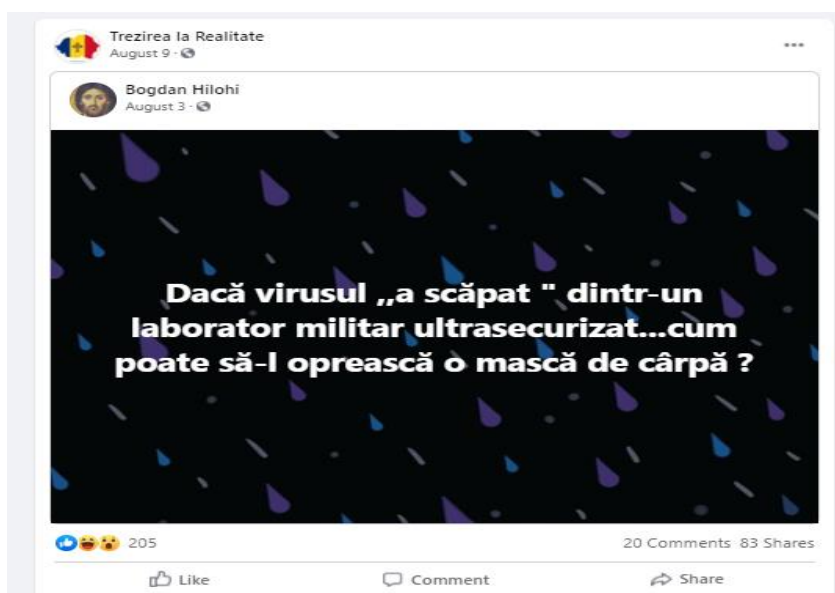 Trezirea la Realitate
August 9 ·
...
Bogdan Hilohi
August 3 ·
Dacă virusul ,,a scăpat " dintr-un
laborator militar ultrasecurizat...cum
poate să-l oprească o mască de cârpă ?
205 20 Comments 83 Shares
Like Comment Share